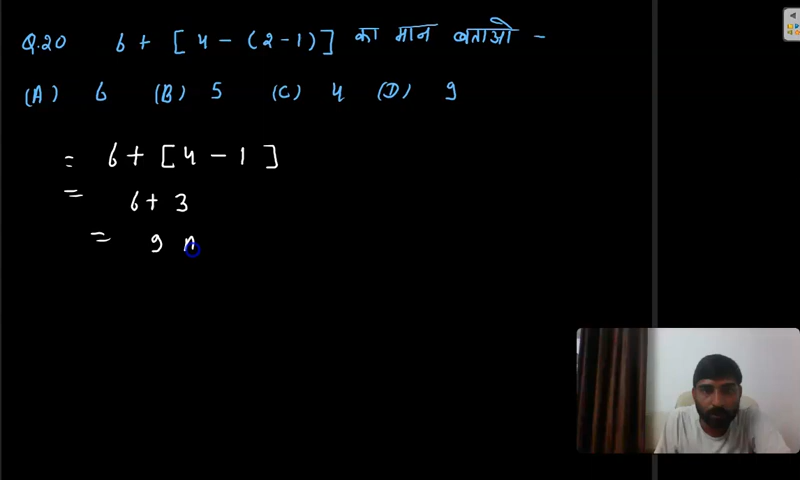 Q.20 6 + [ 4 - (2-1)] का मान बताओ -
(A) 6 (B) 5 (C) 4 (D) 9
= 6 + [ 4 - 1 ]
= 6 + 3
= 9